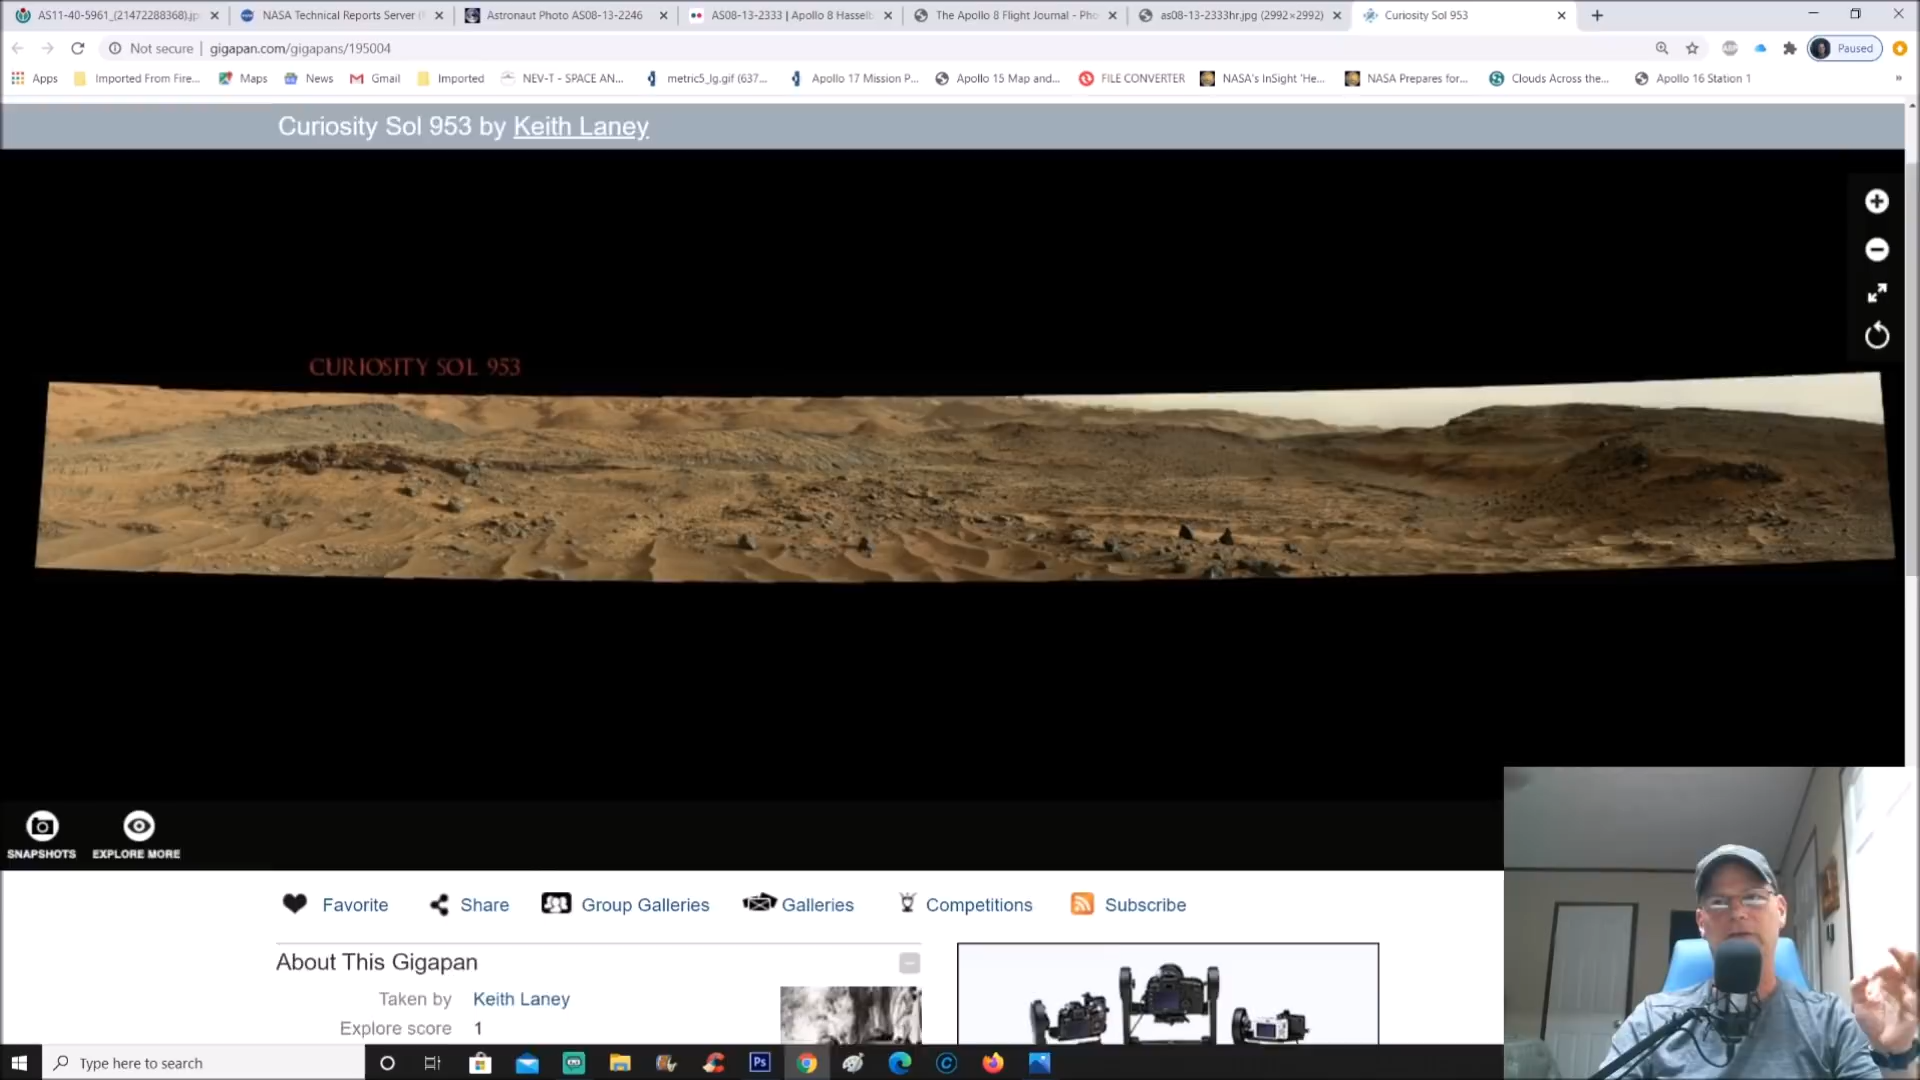 AS11-40-5961_(21472288368).jp
NASA Technical Reports Server (
Astronaut Photo AS08-13-2246
AS08-13-2333 | Apollo 8 Hasselb
The Apollo 8 Flight Journal - Pho
as08-13-2333hr.jpg (2992×2992)
Curiosity Sol 953
Not secure | gigapan.com/gigapans/195004
Paused
Apps
Imported From Fire...
Maps
News
Gmail
Imported
NEV-T - SPACE AN...
metric5_lg.gif (637...
Apollo 17 Mission P...
Apollo 15 Map and...
FILE CONVERTER
NASA's InSight 'He...
NASA Prepares for...
Clouds Across the...
Apollo 16 Station 1
»
Curiosity Sol 953 by Keith Laney
CURIOSITY SOL 953
SNAPSHOTS
EXPLORE MORE
Favorite
Share
Group Galleries
Galleries
Competitions
Subscribe
About This Gigapan
Taken by Keith Laney
Explore score 1
Type here to search
Ps